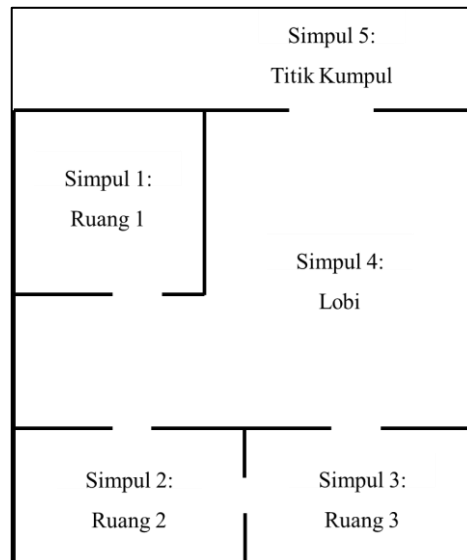 Simpul 5:
Titik Kumpul
Simpul 1:
Ruang 1
Simpul 4:
Lobi
Simpul 2:
Ruang 2
Simpul 3:
Ruang 3